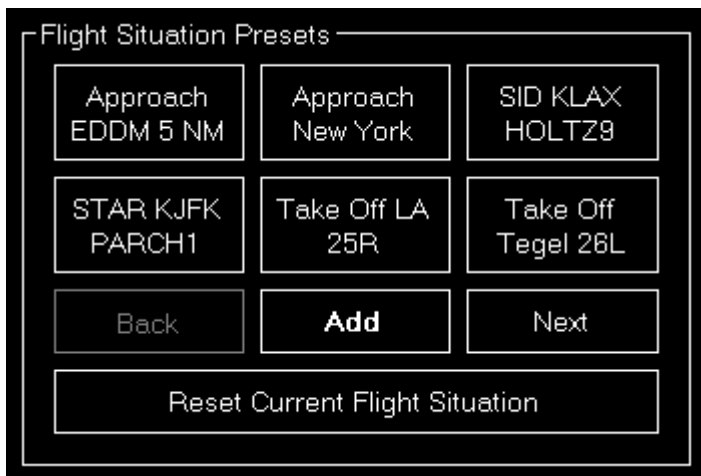 Flight Situation Presets
Approach
EDDM 5 NM
Approach
New York
SID KLAX
HOLTZ9
STAR KJFK
PARCH1
Take Off LA
25R
Take Off
Tegel 26L
Back
Add
Next
Reset Current Flight Situation